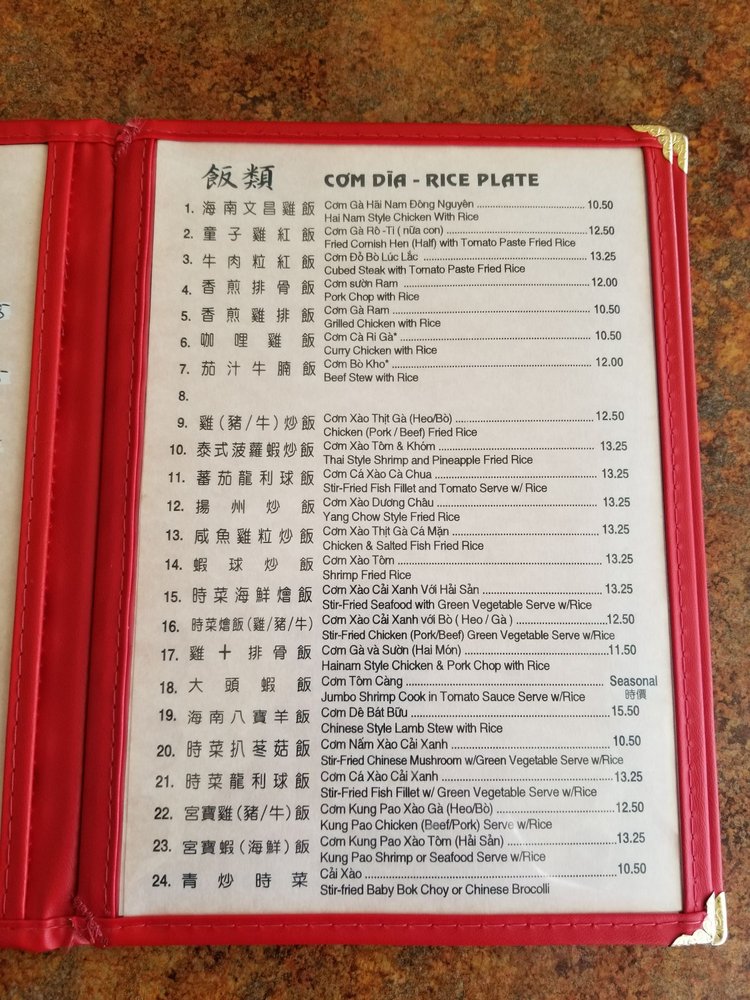 飯類 CƠM DĨA - RICE PLATE
1. 海南文昌雞飯 Cơm Gà Hãi Nam Đông Nguyên 10.50
Hai Nam Style Chicken With Rice
2. 童子雞紅飯 Cơm Gà Rô -Ti ( nữa con) 12.50
Fried Cornish Hen (Half) with Tomato Paste Fried Rice
3. 牛肉粒紅飯 Cơm Đỏ Bò Lúc Lắc 13.25
Cubed Steak with Tomato Paste Fried Rice
4. 香煎排骨飯 Cơm sườn Ram 12.00
Pork Chop with Rice
5. 香煎雞排飯 Cơm Gà Ram 10.50
Grilled Chicken with Rice
6. 咖哩雞飯 Cơm Cà Ri Gà* 10.50
Curry Chicken with Rice
7. 茄汁牛腩飯 Cơm Bò Kho* 12.00
Beef Stew with Rice
8.
9. 雞(豬/牛)炒飯 Cơm Xào Thịt Gà (Heo/Bò) 12.50
Chicken (Pork / Beef) Fried Rice
10. 泰式菠蘿蝦炒飯 Cơm Xào Tôm & Khóm 13.25
Thai Style Shrimp and Pineapple Fried Rice
11. 蕃茄龍利球飯 Cơm Cá Xào Cà Chua 13.25
Stir-Fried Fish Fillet and Tomato Serve w/ Rice
12. 揚州炒飯 Cơm Xào Dương Châu 13.25
Yang Chow Style Fried Rice
13. 咸魚雞粒炒飯 Cơm Xào Thịt Gà Cá Mặn 13.25
Chicken & Salted Fish Fried Rice
14. 蝦球炒飯 Cơm Xào Tôm 13.25
Shrimp Fried Rice
15. 時菜海鮮燴飯 Cơm Xào Cải Xanh Với Hải Sản 13.25
Stir-Fried Seafood with Green Vegetable Serve w/Rice
16. 時菜燴飯(雞/豬/牛) Cơm Xào Cải Xanh với Bò ( Heo / Gà ) 12.50
Stir-Fried Chicken (Pork/Beef) Green Vegetable Serve w/Rice
17. 雞十排骨飯 Cơm Gà và Sườn (Hai Món) 11.50
Hainam Style Chicken & Pork Chop with Rice
18. 大頭蝦飯 Cơm Tôm Càng Seasonal
Jumbo Shrimp Cook in Tomato Sauce Serve w/Rice 時價
19. 海南八寶羊飯 Cơm Dê Bát Bữu 15.50
Chinese Style Lamb Stew with Rice
20. 時菜扒苳菇飯 Cơm Nấm Xào Cải Xanh 10.50
Stir-Fried Chinese Mushroom w/Green Vegetable Serve w/Rice
21. 時菜龍利球飯 Cơm Cá Xào Cải Xanh 13.25
Stir-Fried Fish Fillet w/ Green Vegetable Serve w/Rice
22. 宮寶雞(豬/牛)飯 Cơm Kung Pao Xào Gà (Heo/Bò) 12.50
Kung Pao Chicken (Beef/Pork) Serve w/Rice
23. 宮寶蝦(海鮮)飯 Cơm Kung Pao Xào Tôm (Hải Sản) 13.25
Kung Pao Shrimp or Seafood Serve w/Rice
24. 青炒時菜 Cải Xào 10.50
Stir-fried Baby Bok Choy or Chinese Brocolli